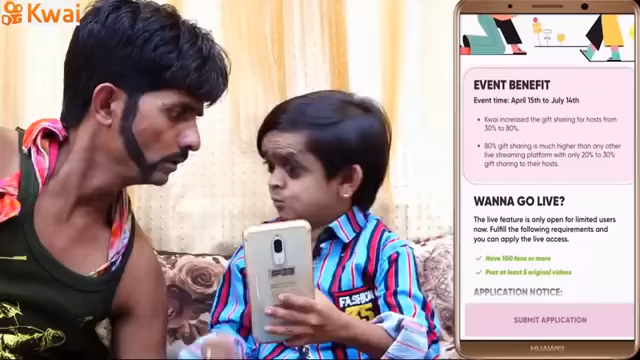 Kwai
EVENT BENEFIT
Event time: April 15th to July 14th
• Kwai increased the gift sharing for hosts from
30% to 80%.
• 80% gift sharing is much higher than any other
live streaming platform with only 20% to 30%
gift sharing to their hosts.
WANNA GO LIVE?
The live feature is only open for limited users
now. Fulfill the following requirements and
you can apply the live access.
✓ Have 100 fans or more
✓ Post at least 5 original videos
APPLICATION NOTICE:
SUBMIT APPLICATION
HUAWEI
FASHION